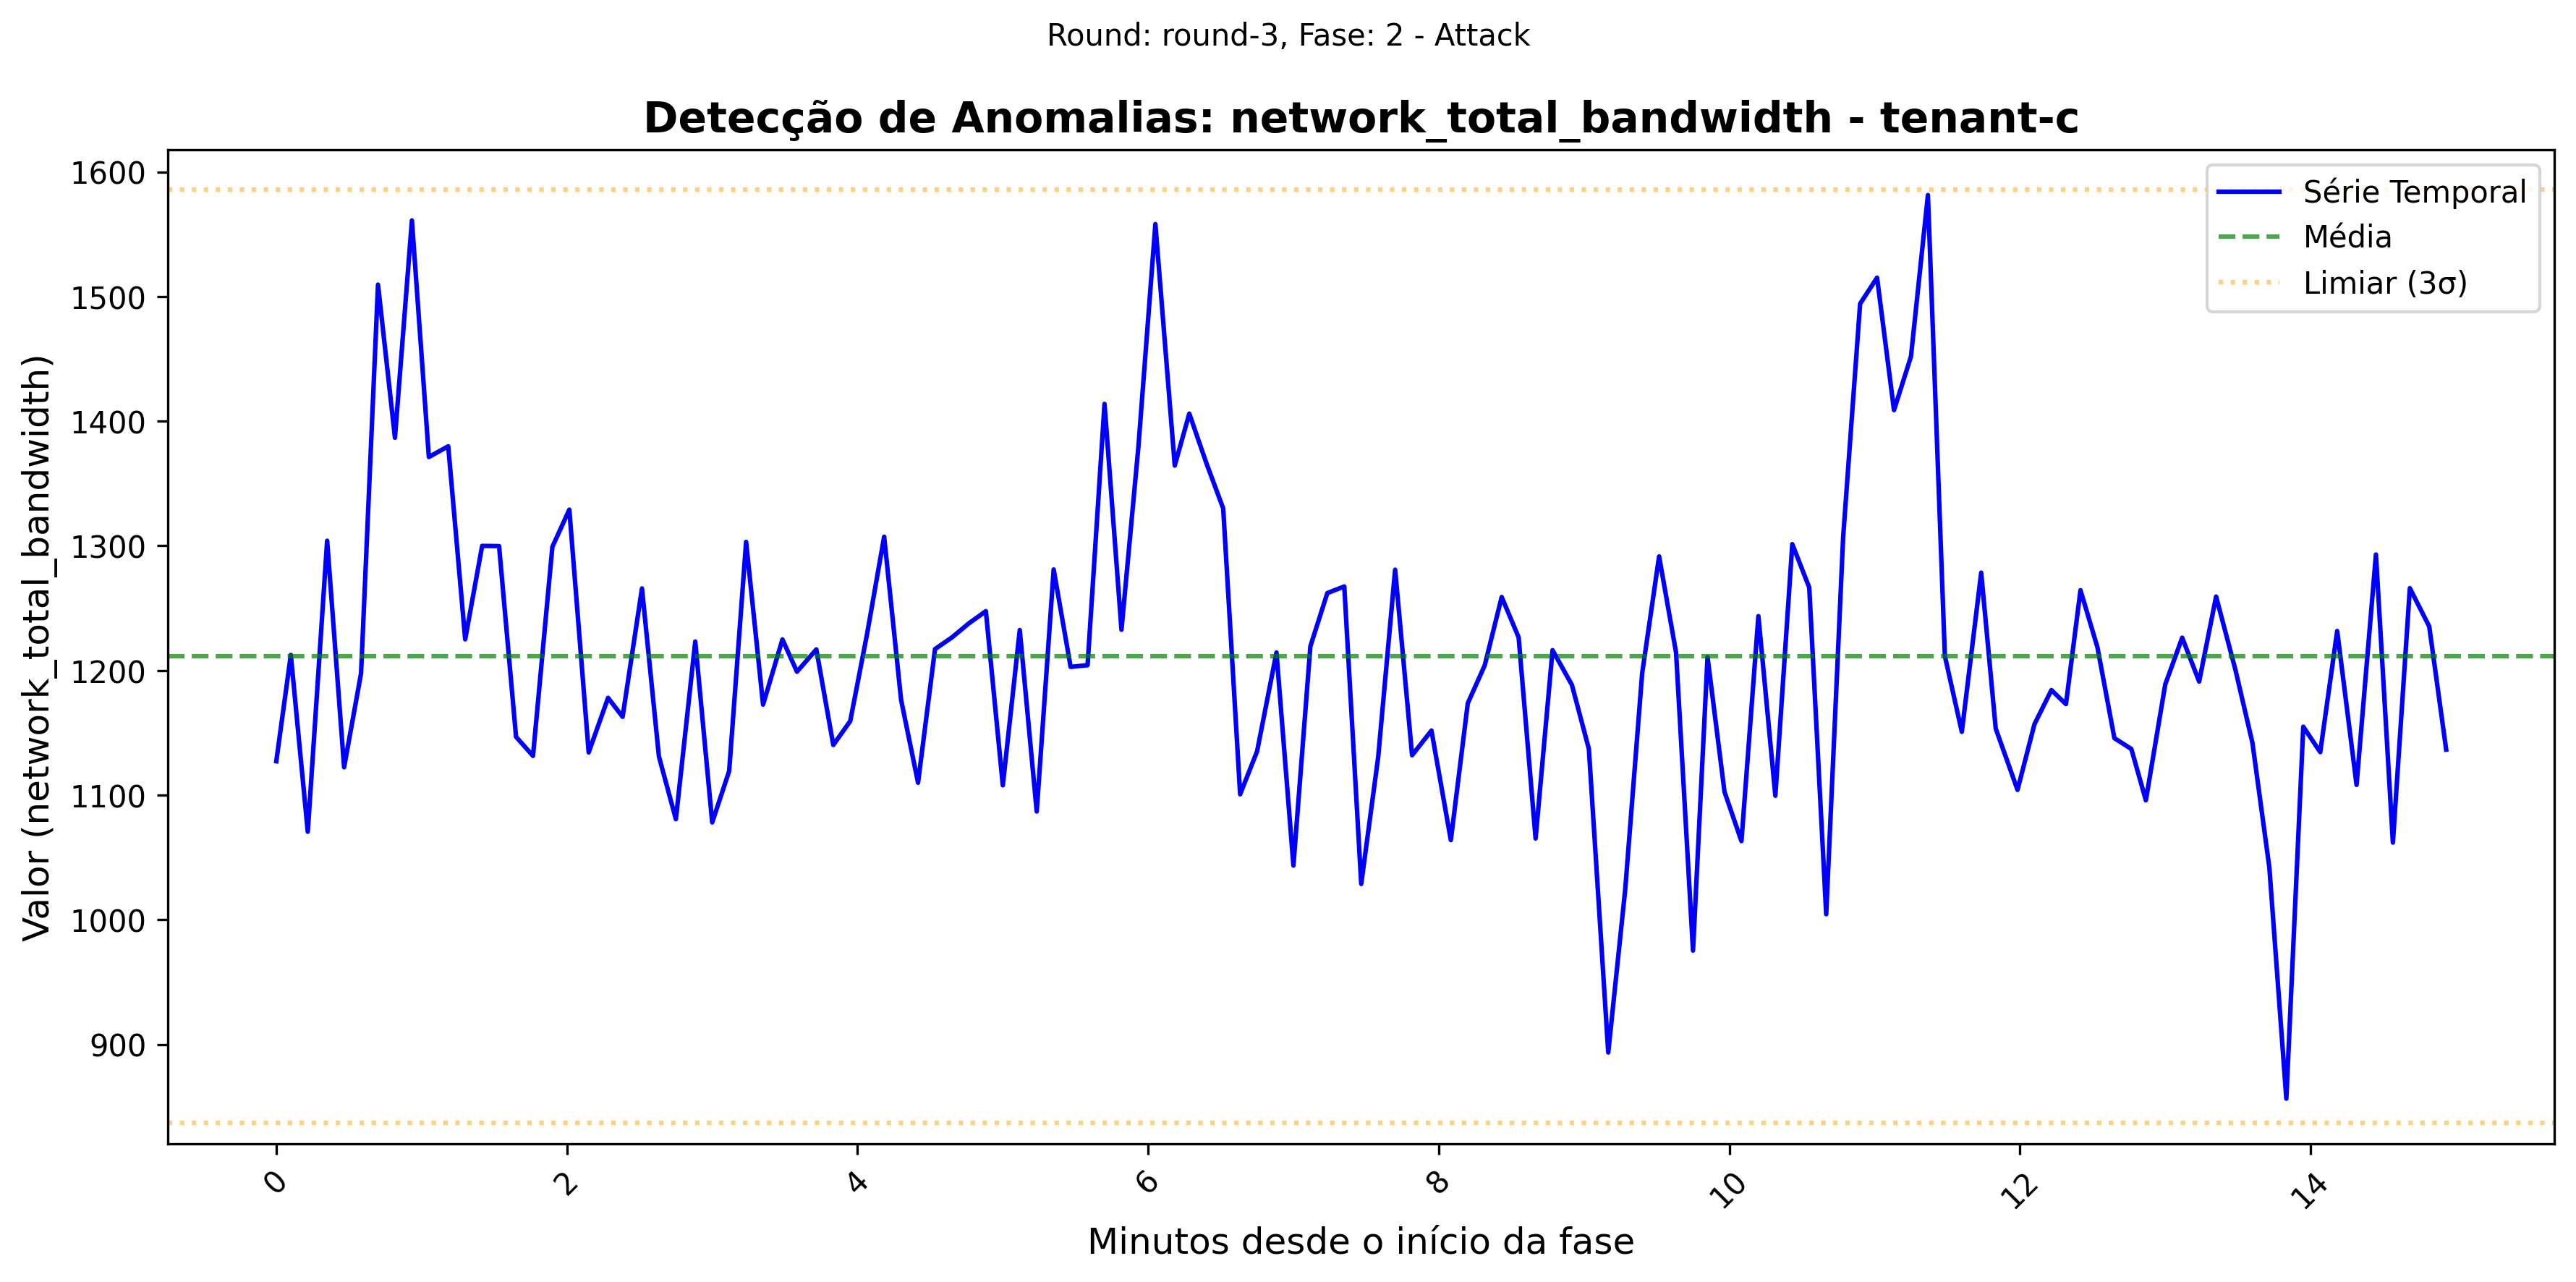 Round: round-3, Fase: 2 - Attack
Detecção de Anomalias: network_total_bandwidth - tenant-c
Valor (network_total_bandwidth)
1600
1500
1400
1300
1200
1100
1000
900
Série Temporal
Média
Limiar (3σ)
0
2
4
6
8
10
12
14
Minutos desde o início da fase